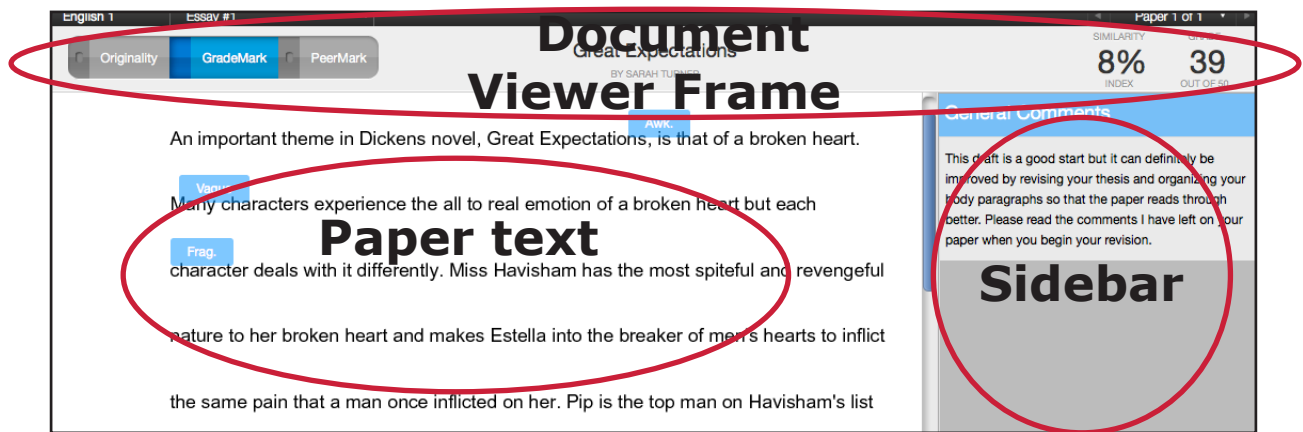 English 1 Essay #1 Paper 1 of 1
Document
Viewer Frame
Originality GradeMark PeerMark
Great Expectations
BY SARAH TURNER
SIMILARITY
8%
INDEX
GRADE
39
OUT OF 50
Awk.
An important theme in Dickens novel, Great Expectations, is that of a broken heart.
Vague
Many characters experience the all to real emotion of a broken heart but each
Paper text
Frag.
character deals with it differently. Miss Havisham has the most spiteful and revengeful
nature to her broken heart and makes Estella into the breaker of men's hearts to inflict
the same pain that a man once inflicted on her. Pip is the top man on Havisham's list
General Comments
This draft is a good start but it can definitely be
improved by revising your thesis and organizing your
body paragraphs so that the paper reads through
better. Please read the comments I have left on your
paper when you begin your revision.
Sidebar